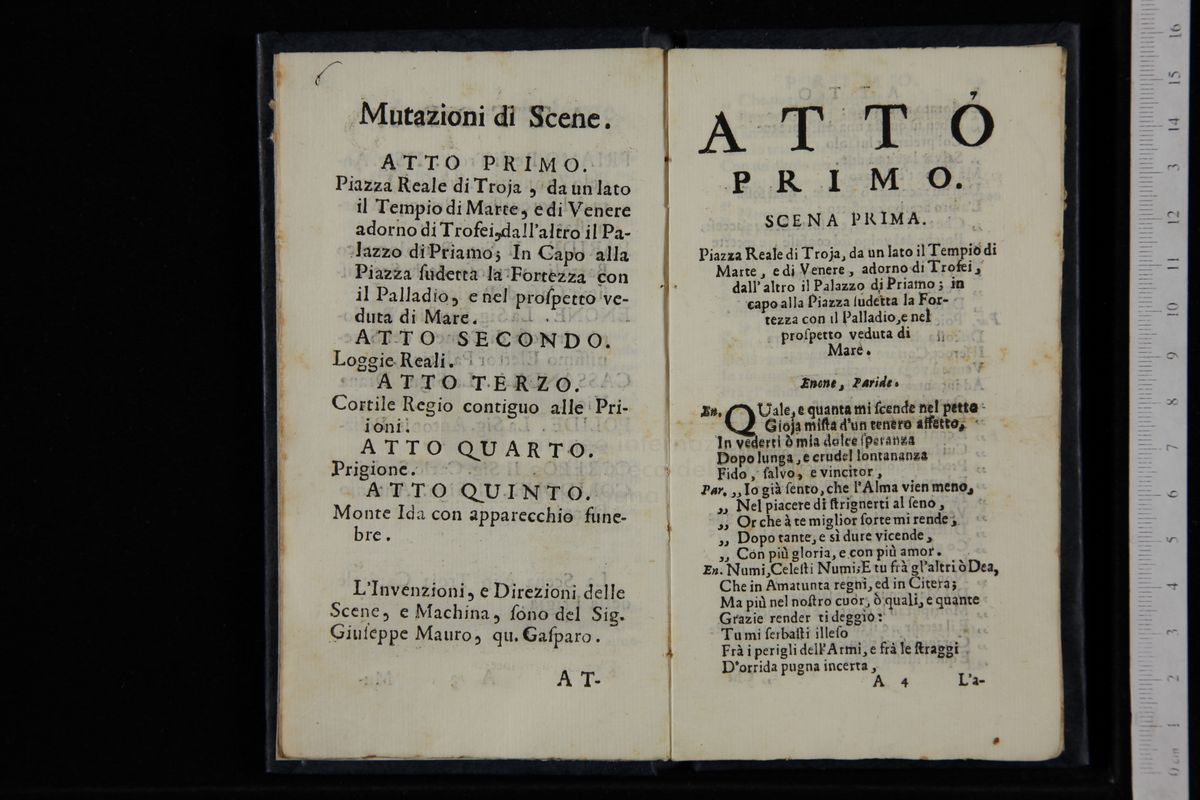 Mutazioni di Scene.
ATTO PRIMO.
Piazza Reale di Troja, da un lato
il Tempio di Marte, e di Venere
adorno di Trofei, dall'altro il Pa-
lazzo di Priamo; In Capo alla
Piazza ſudetta la Fortezza con
il Palladio, e nel proſpetto ve-
duta di Mare.
ATTO SECONDO.
Loggie Reali.
ATTO TERZO.
Cortile Regio contiguo alle Pri-
ioni.
ATTO QUARTO.
Prigione.
ATTO QUINTO.
Monte Ida con apparecchio fune-
bre.
L'Invenzioni, e Direzioni delle
Scene, e Machina, ſono del Sig.
Giuſeppe Mauro, qu. Gaſparo.
AT-
ATTO
PRIMO.
SCENA PRIMA.
Piazza Reale di Troja, da un lato il Tempio di
Marte, e di Venere, adorno di Trofei,
dall'altro il Palazzo di Priamo; in
capo alla Piazza ſudetta la For-
tezza con il Palladio, e nel
proſpetto veduta di
Mare.
Enone, Paride.
En. QUale, e quanta mi ſcende nel petto
Gioja miſta d'un tenero affetto,
In vederti ò mia dolce ſperanza
Dopo lunga, e crudel lontananza
Fido, ſalvo, e vincitor,
Par. ,, Io già ſento, che l'Alma vien meno,
,, Nel piacere di ſtrignerti al ſeno,
,, Or che à te miglior ſorte mi rende,
,, Dopo tante, e sì dure vicende,
,, Con più gloria, e con più amor.
En. Numi, Celeſti Numi; E tu frà gl'altri ò Dea,
Che in Amatunta regni, ed in Citera;
Ma più nel noſtro cuor, ò quali, e quante
Grazie render ti deggio:
Tu mi ſerbaſti illeſo
Frà i perigli dell'Armi, e frà le ſtraggi
D'orrida pugna incerta,
A 4 L'a-